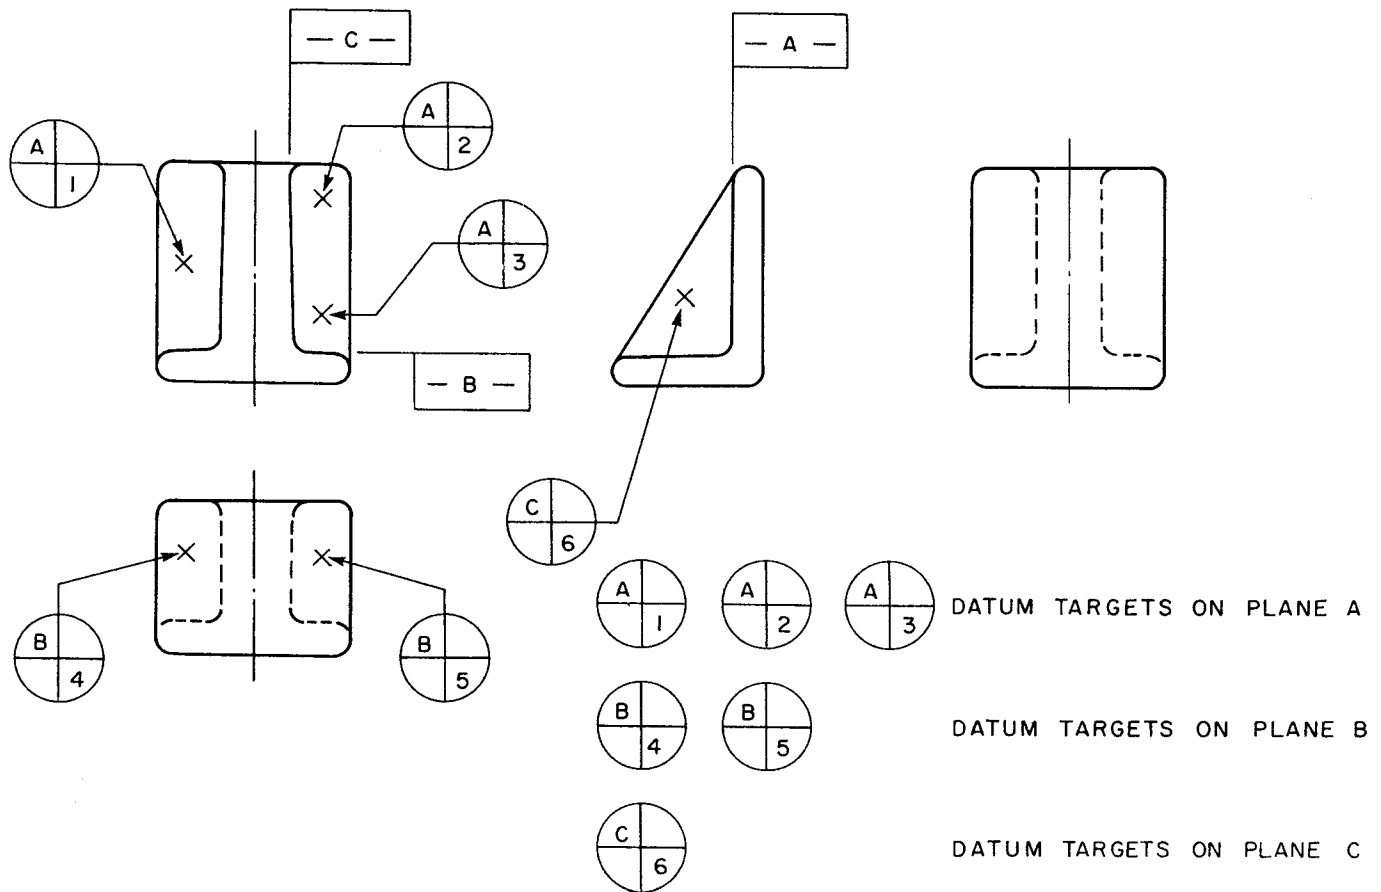 — C —
— A —
A
2
A
1
A
3
— B —
C
6
A
1
A
2
A
3
DATUM TARGETS ON PLANE A
B
4
B
5
B
4
B
5
DATUM TARGETS ON PLANE B
C
6
DATUM TARGETS ON PLANE C